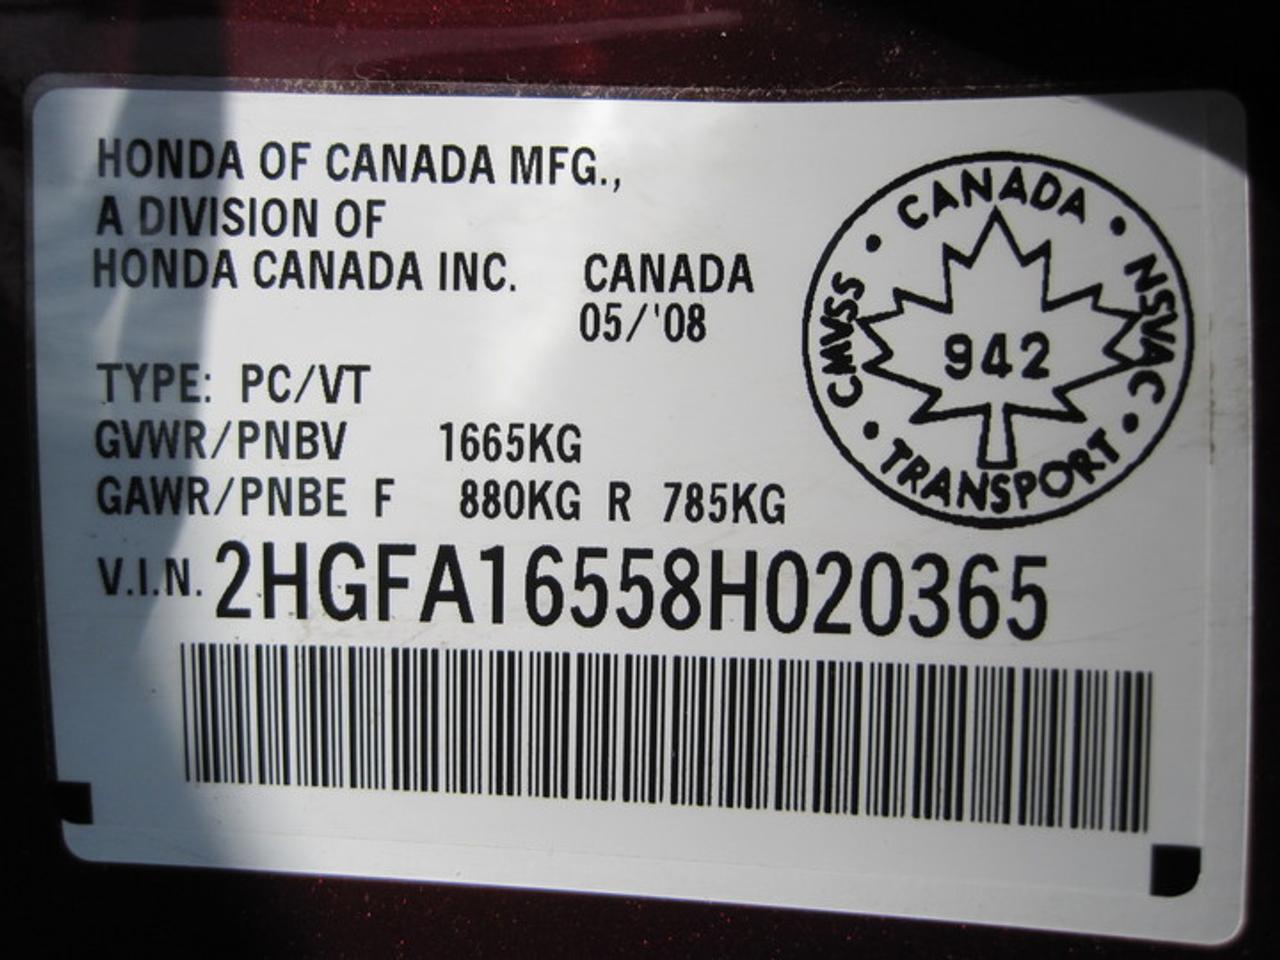 HONDA OF CANADA MFG.,
A DIVISION OF
HONDA CANADA INC. CANADA
05/'08
TYPE: PC/VT
GVWR/PNBV 1665KG
GAWR/PNBE F 880KG R 785KG
V.I.N. 2HGFA16558H020365
CANADA • NSVAC • TRANSPORT • CMVSS •
942